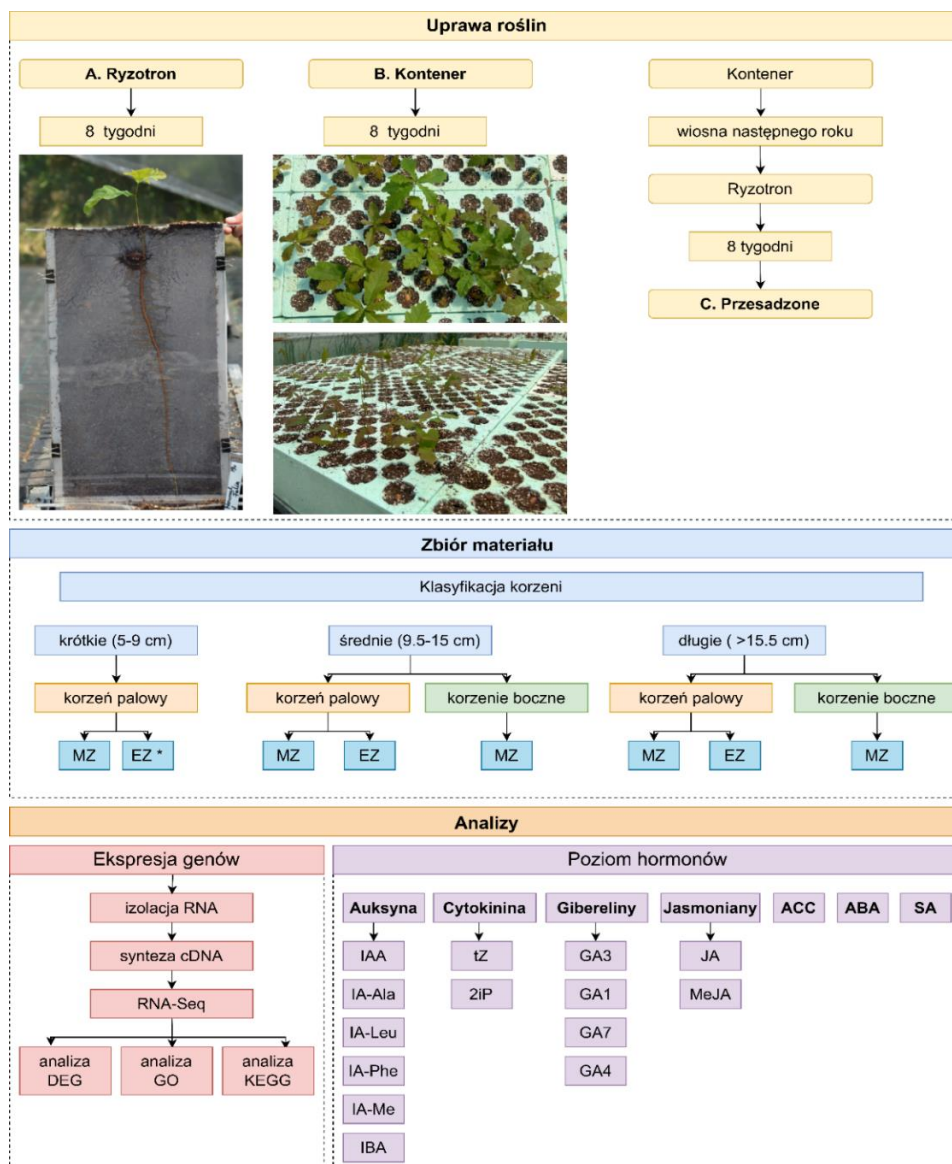 Uprawa roślin
A. Ryzotron
8 tygodni
B. Kontener
8 tygodni
Kontener
wiosna następnego roku
Ryzotron
8 tygodni
C. Przesadzone
Zbiór materiału
Klasyfikacja korzeni
krótkie (5-9 cm)
korzeń palowy
MZ
EZ *
średnie (9.5-15 cm)
korzeń palowy
korzenie boczne
MZ
EZ
MZ
długie ( >15.5 cm)
korzeń palowy
korzenie boczne
MZ
EZ
MZ
Analizy
Ekspresja genów
izolacja RNA
synteza cDNA
RNA-Seq
analiza
DEG
analiza
GO
analiza
KEGG
Poziom hormonów
Auksyna
IAA
IA-Ala
IA-Leu
IA-Phe
IA-Me
IBA
Cytokinina
tZ
2iP
Gibereliny
GA3
GA1
GA7
GA4
Jasmoniany
JA
MeJA
ACC
ABA
SA